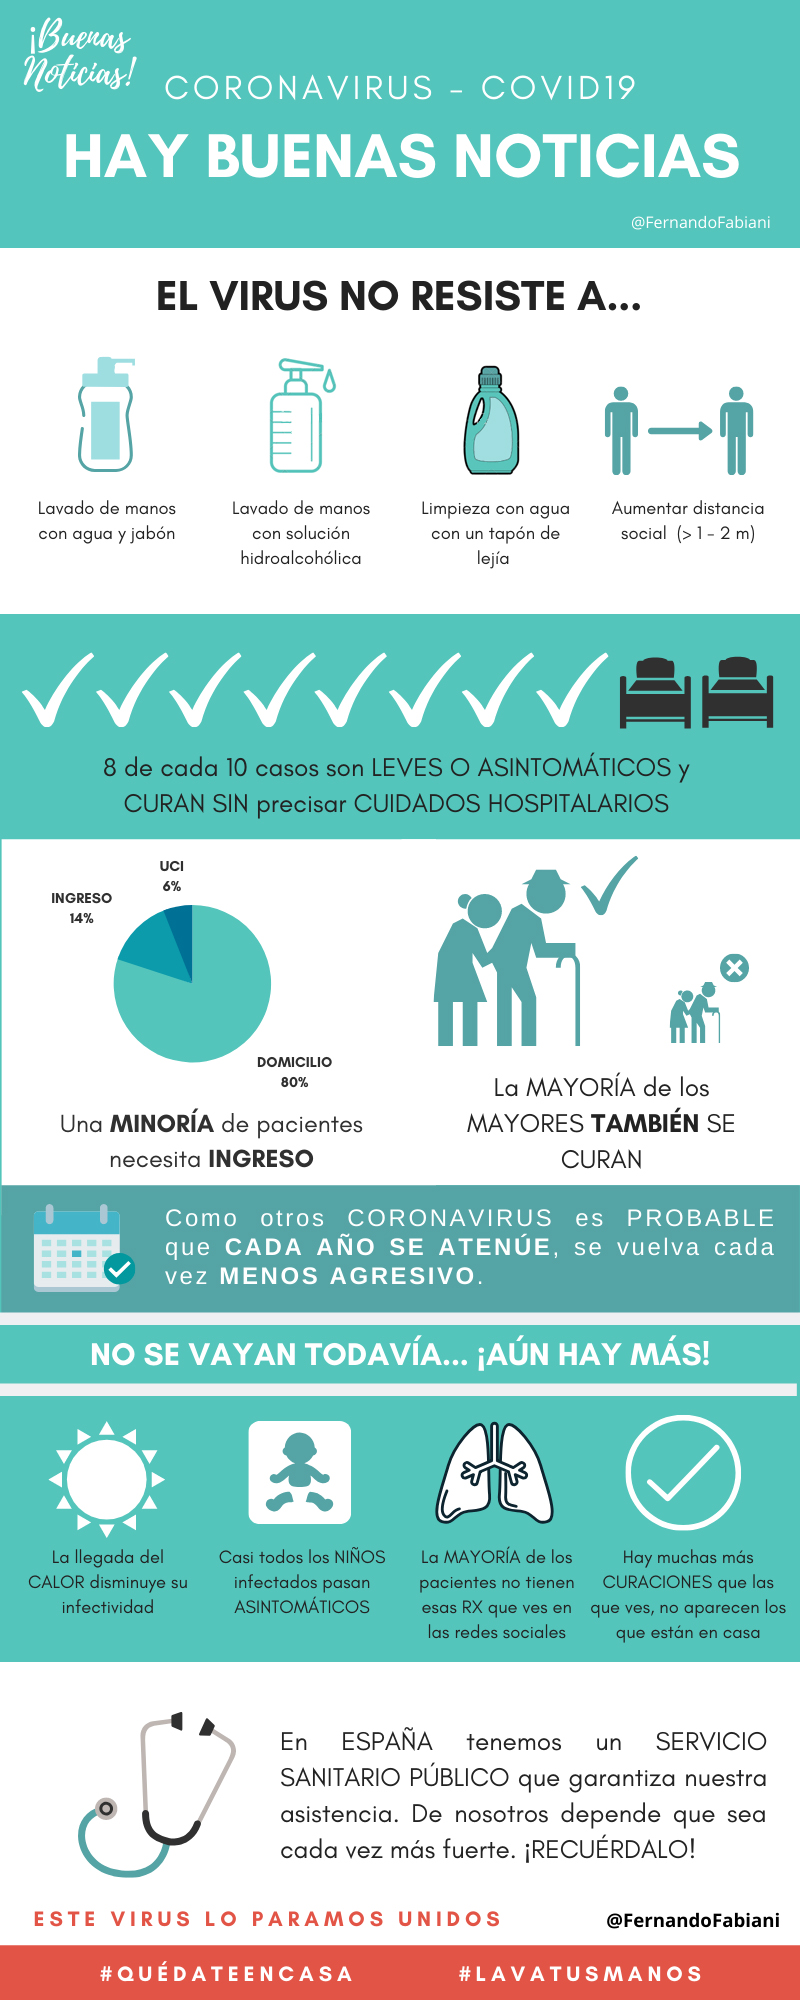 ¡Buenas
Noticias!
CORONAVIRUS – COVID19
HAY BUENAS NOTICIAS
@FernandoFabiani
EL VIRUS NO RESISTE A...
Lavado de manos
con agua y jabón
Lavado de manos
con solución
hidroalcohólica
Limpieza con agua
con un tapón de
lejía
Aumentar distancia
social (> 1 - 2 m)
8 de cada 10 casos son LEVES O ASINTOMÁTICOS y
CURAN SIN precisar CUIDADOS HOSPITALARIOS
UCI
6%
INGRESO
14%
DOMICILIO
80%
Una MINORÍA de pacientes
necesita INGRESO
La MAYORÍA de los
MAYORES TAMBIÉN SE
CURAN
Como otros CORONAVIRUS es PROBABLE
que CADA AÑO SE ATENÚE, se vuelva cada
vez MENOS AGRESIVO.
NO SE VAYAN TODAVÍA... ¡AÚN HAY MÁS!
La llegada del
CALOR disminuye su
infectividad
Casi todos los NIÑOS
infectados pasan
ASINTOMÁTICOS
La MAYORÍA de los
pacientes no tienen
esas RX que ves en
las redes sociales
Hay muchas más
CURACIONES que las
que ves, no aparecen los
que están en casa
En ESPAÑA tenemos un SERVICIO
SANITARIO PÚBLICO que garantiza nuestra
asistencia. De nosotros depende que sea
cada vez más fuerte. ¡RECUÉRDALO!
ESTE VIRUS LO PARAMOS UNIDOS
@FernandoFabiani
#QUÉDATEENCASA
#LAVATUSMANOS